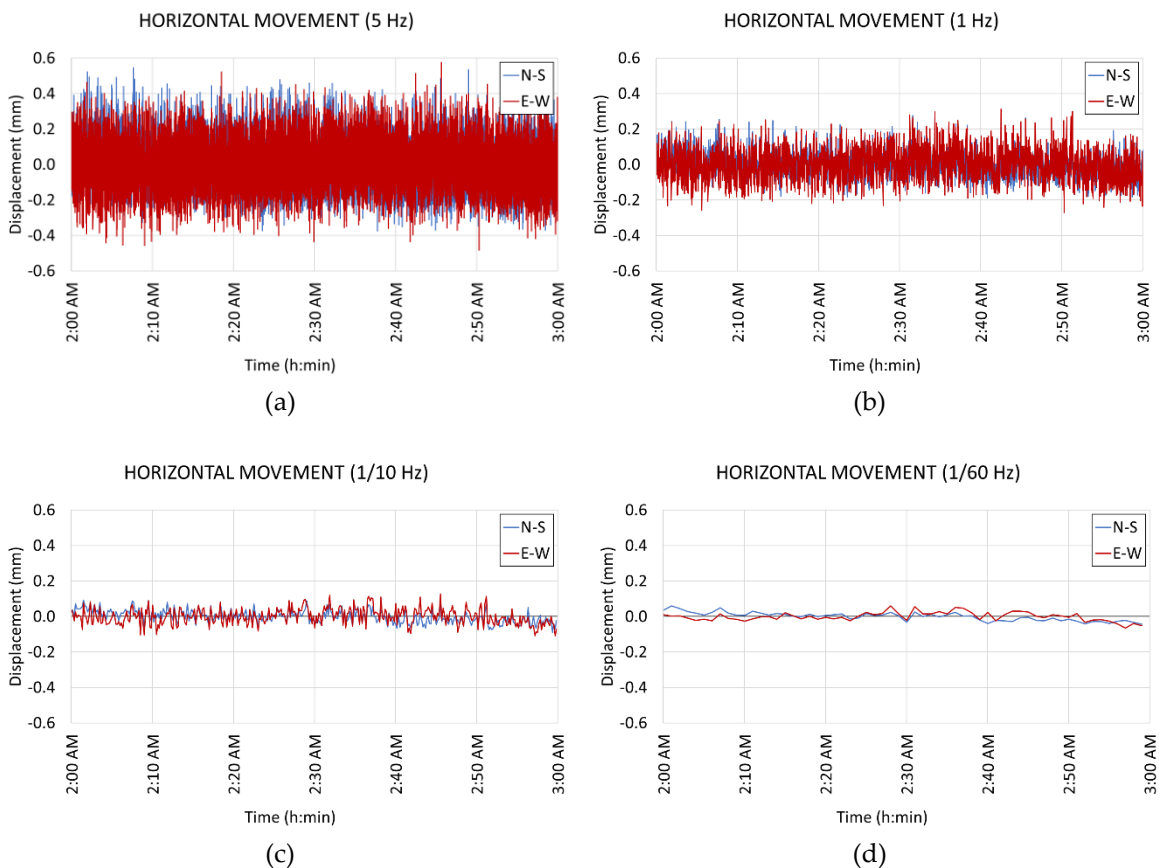 HORIZONTAL MOVEMENT (5 Hz)
Displacement (mm)
0.6
0.4
0.2
0.0
-0.2
-0.4
-0.6
N-S
E-W
2:00 AM
2:10 AM
2:20 AM
2:30 AM
2:40 AM
2:50 AM
3:00 AM
Time (h:min)
(a)
HORIZONTAL MOVEMENT (1 Hz)
Displacement (mm)
0.6
0.4
0.2
0.0
-0.2
-0.4
-0.6
N-S
E-W
2:00 AM
2:10 AM
2:20 AM
2:30 AM
2:40 AM
2:50 AM
3:00 AM
Time (h:min)
(b)
HORIZONTAL MOVEMENT (1/10 Hz)
Displacement (mm)
0.6
0.4
0.2
0.0
-0.2
-0.4
-0.6
N-S
E-W
2:00 AM
2:10 AM
2:20 AM
2:30 AM
2:40 AM
2:50 AM
3:00 AM
Time (h:min)
(c)
HORIZONTAL MOVEMENT (1/60 Hz)
Displacement (mm)
0.6
0.4
0.2
0.0
-0.2
-0.4
-0.6
N-S
E-W
2:00 AM
2:10 AM
2:20 AM
2:30 AM
2:40 AM
2:50 AM
3:00 AM
Time (h:min)
(d)